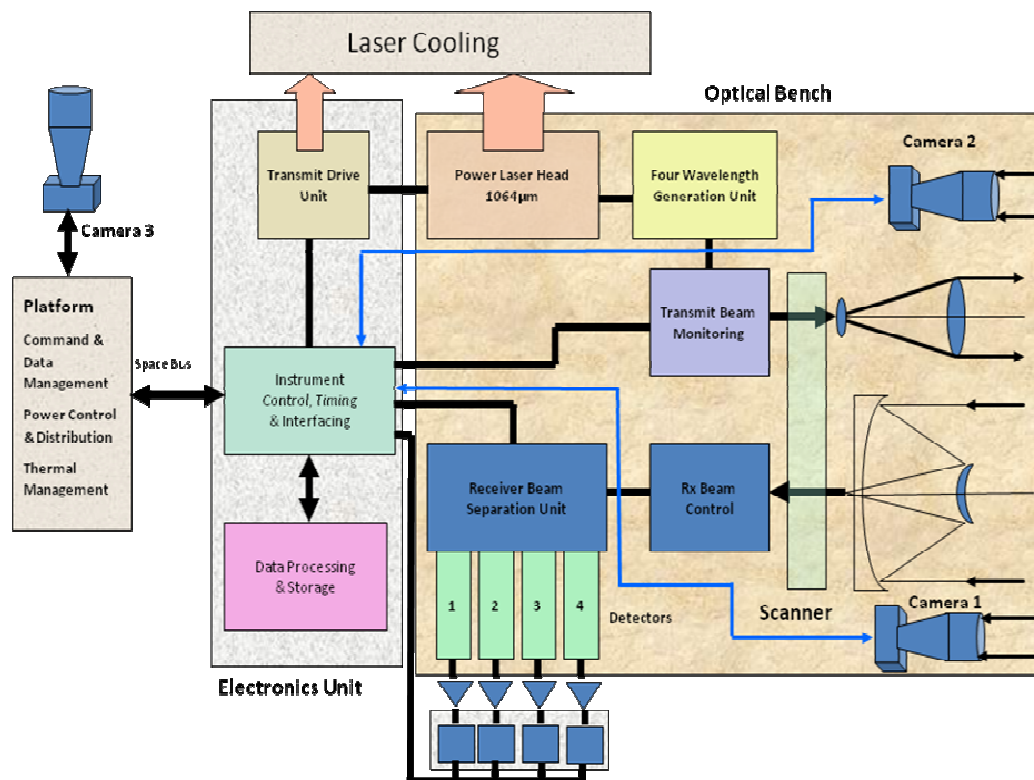 Laser Cooling
Optical Bench
Transmit Drive
Unit
Power Laser Head
1064µm
Four Wavelength
Generation Unit
Camera 2
Camera 3
Platform
Command &
Data
Management
Power Control
& Distribution
Thermal
Management
Space Bus
Transmit Beam
Monitoring
Instrument
Control, Timing
& Interfacing
Receiver Beam
Separation Unit
Rx Beam
Control
Data Processing
& Storage
1
2
3
4
Detectors
Scanner
Camera 1
Electronics Unit